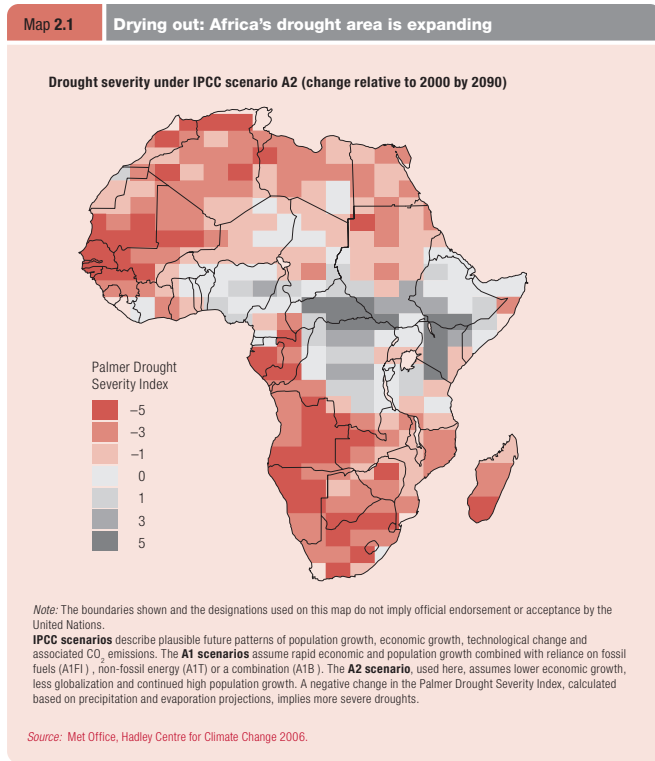 Map 2.1
Drying out: Africa's drought area is expanding
Drought severity under IPCC scenario A2 (change relative to 2000 by 2090)
Palmer Drought
Severity Index
–5
–3
–1
0
1
3
5
Note: The boundaries shown and the designations used on this map do not imply official endorsement or acceptance by the
United Nations.
IPCC scenarios describe plausible future patterns of population growth, economic growth, technological change and
associated CO2 emissions. The A1 scenarios assume rapid economic and population growth combined with reliance on fossil
fuels (A1FI) , non-fossil energy (A1T) or a combination (A1B). The A2 scenario, used here, assumes lower economic growth,
less globalization and continued high population growth. A negative change in the Palmer Drought Severity Index, calculated
based on precipitation and evaporation projections, implies more severe droughts.
Source: Met Office, Hadley Centre for Climate Change 2006.